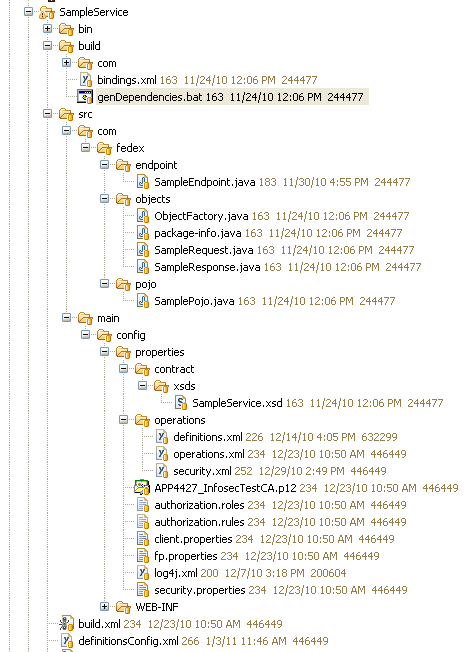 SampleService
bin
build
com
bindings.xml 163 11/24/10 12:06 PM 244477
genDependencies.bat 163 11/24/10 12:06 PM 244477
src
com
fedex
endpoint
SampleEndpoint.java 183 11/30/10 4:55 PM 244477
objects
ObjectFactory.java 163 11/24/10 12:06 PM 244477
package-info.java 163 11/24/10 12:06 PM 244477
SampleRequest.java 163 11/24/10 12:06 PM 244477
SampleResponse.java 163 11/24/10 12:06 PM 244477
pojo
SamplePojo.java 163 11/24/10 12:06 PM 244477
main
config
properties
contract
xsds
SampleService.xsd 163 11/24/10 12:06 PM 244477
operations
definitions.xml 226 12/14/10 4:05 PM 632299
operations.xml 234 12/23/10 10:50 AM 446449
security.xml 252 12/29/10 2:49 PM 446449
APP4427_InfosecTestCA.p12 234 12/23/10 10:50 AM 446449
authorization.roles 234 12/23/10 10:50 AM 446449
authorization.rules 234 12/23/10 10:50 AM 446449
client.properties 234 12/23/10 10:50 AM 446449
fp.properties 234 12/23/10 10:50 AM 446449
log4j.xml 200 12/7/10 3:18 PM 200604
security.properties 234 12/23/10 10:50 AM 446449
WEB-INF
build.xml 234 12/23/10 10:50 AM 446449
definitionsConfig.xml 266 1/3/11 11:46 AM 446449